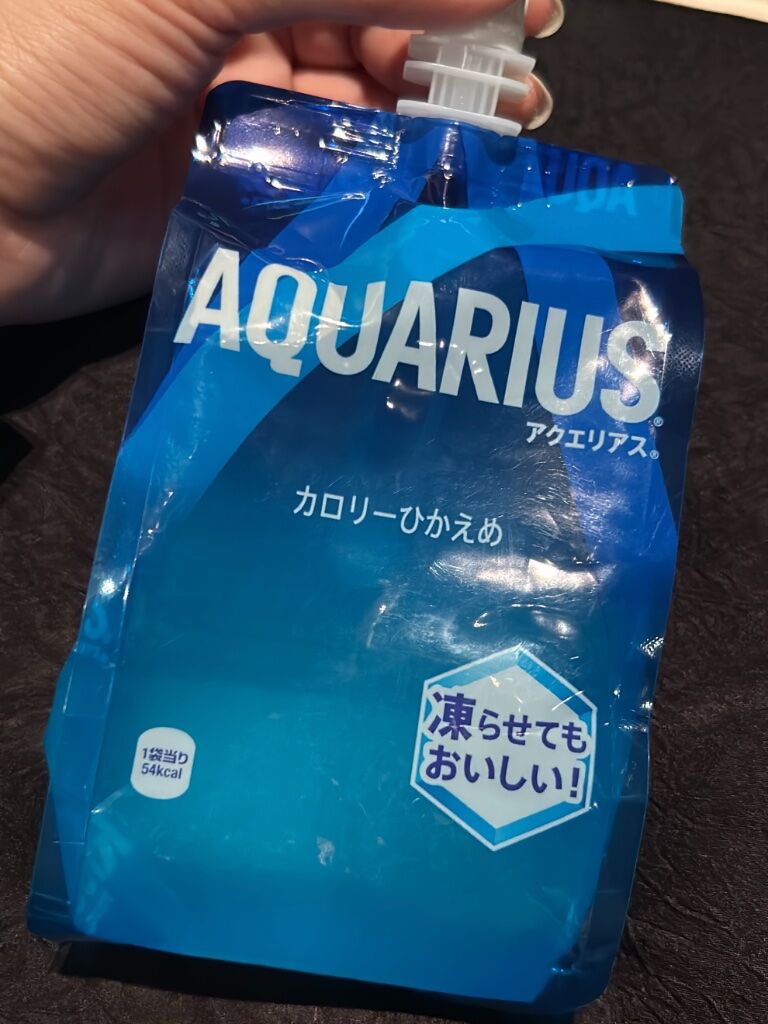 AQUARIUS®
アクエリアス®
カロリーひかえめ
凍らせても
おいしい!
1袋当り
54kcal